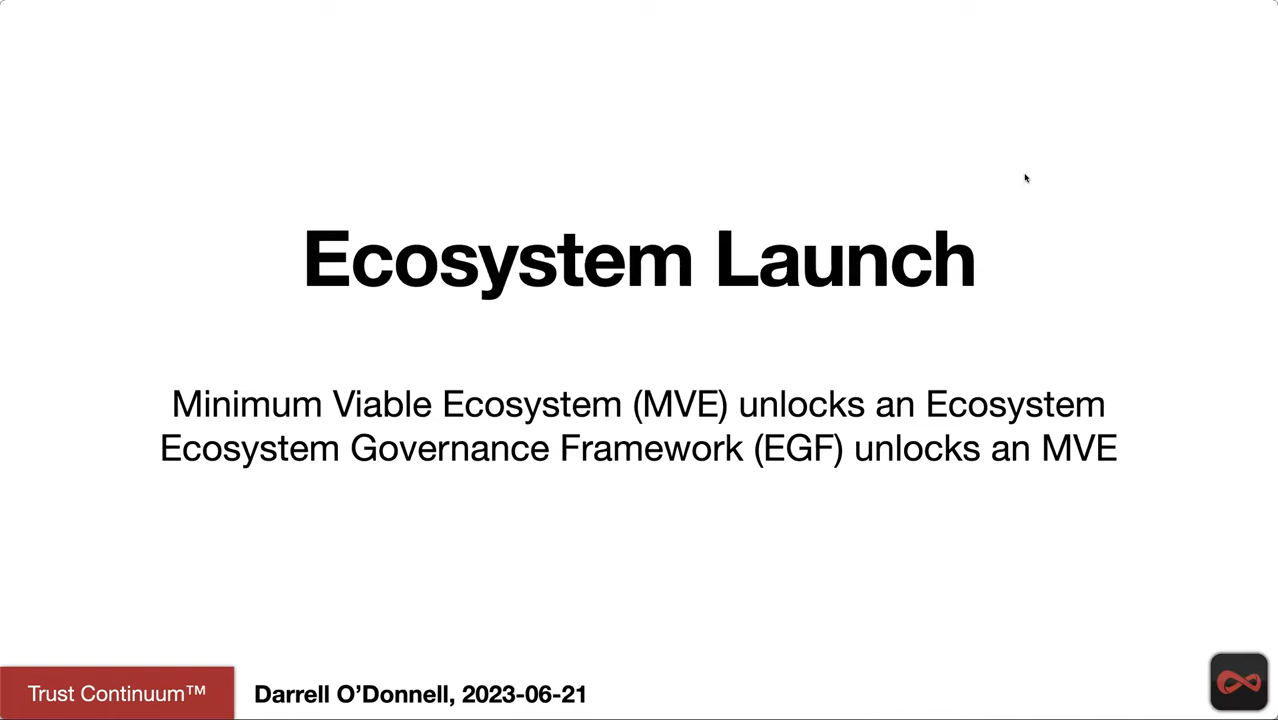 Ecosystem Launch
Minimum Viable Ecosystem (MVE) unlocks an Ecosystem
Ecosystem Governance Framework (EGF) unlocks an MVE
Trust Continuum™
Darrell O’Donnell, 2023-06-21